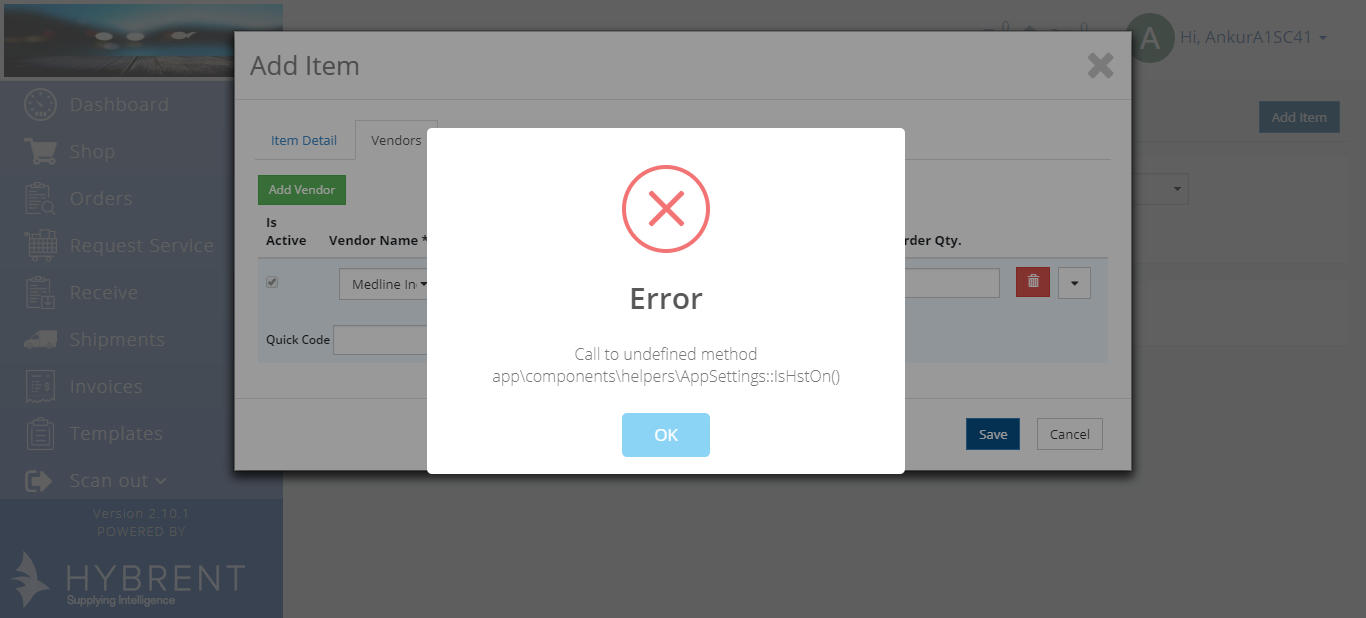 Add Item
A
Hi, AnkurA1SC41
Dashboard
Shop
Orders
Request Service
Receive
Shipments
Invoices
Templates
Scan out
Version 2.10.1
POWERED BY
HYBRENT
Supplying Intelligence
Add Item
Item Detail
Vendors
Add Vendor
Is
Active
Vendor Name *
rder Qty.
Medline In
Quick Code
Error
Call to undefined method
app\components\helpers\AppSettings::IsHstOn()
OK
Save
Cancel